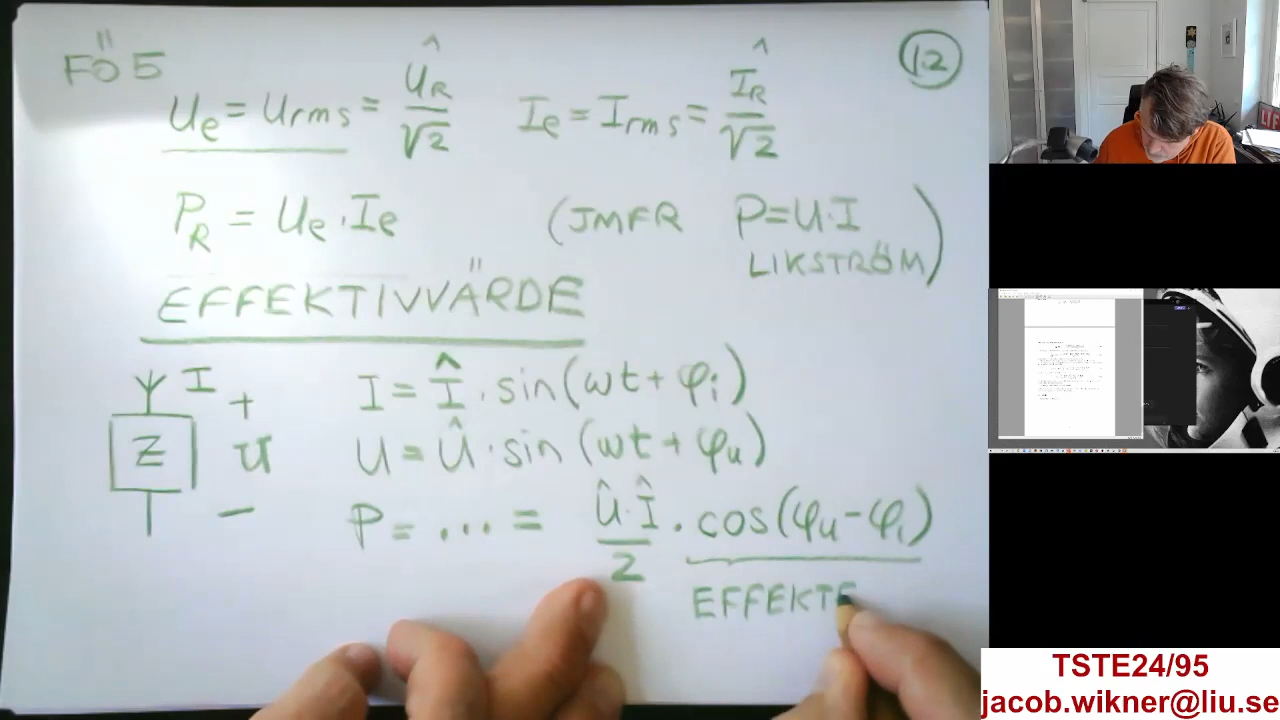 FÖ 5
12
Ue = Urms = ÛR/√2 Ie = Irms = ÎR/√2
PR = Ue · Ie (JMFR P = U · I
LIKSTRÖM)
EFFEKTIVVÄRDE
I + i = Î · sin(ωt + φi)
Z U u = Û · sin(ωt + φu)
− P = ... = Û · Î/2 · cos(φu − φi)
EFFEKTF
TSTE24/95
jacob.wikner@liu.se